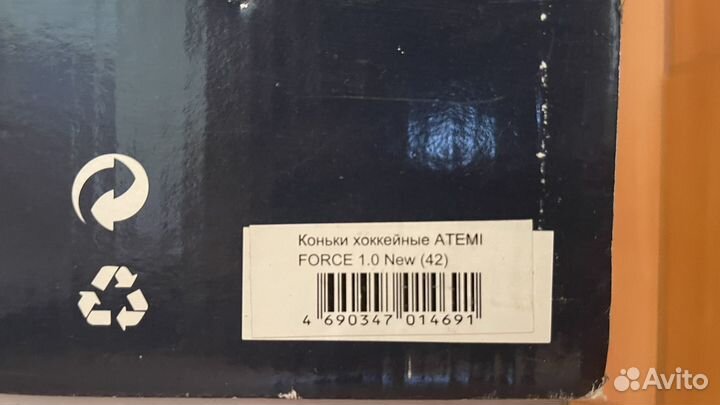 Коньки хоккейные ATEMI
FORCE 1.0 New (42)
4 690347 014691
Avito